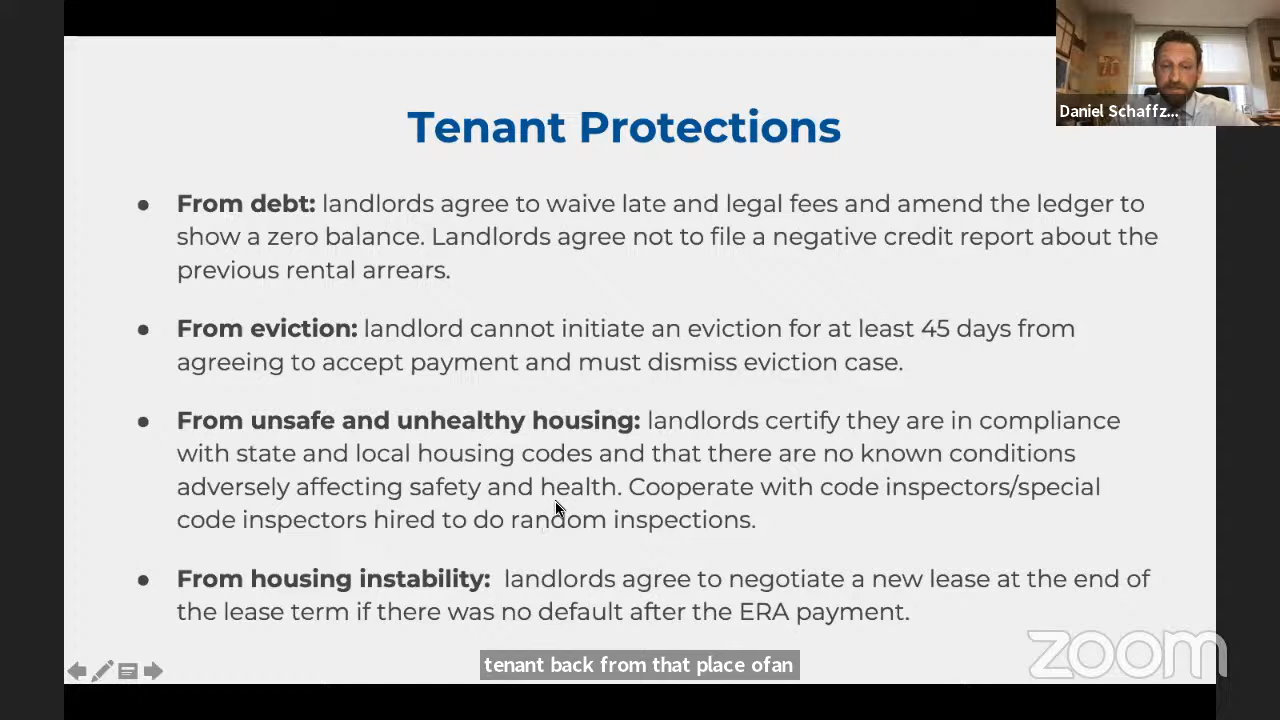 Daniel Schaffz...
Tenant Protections
● From debt: landlords agree to waive late and legal fees and amend the ledger to
show a zero balance. Landlords agree not to file a negative credit report about the
previous rental arrears.
● From eviction: landlord cannot initiate an eviction for at least 45 days from
agreeing to accept payment and must dismiss eviction case.
● From unsafe and unhealthy housing: landlords certify they are in compliance
with state and local housing codes and that there are no known conditions
adversely affecting safety and health. Cooperate with code inspectors/special
code inspectors hired to do random inspections.
● From housing instability: landlords agree to negotiate a new lease at the end of
the lease term if there was no default after the ERA payment.
tenant back from that place ofan
zoom